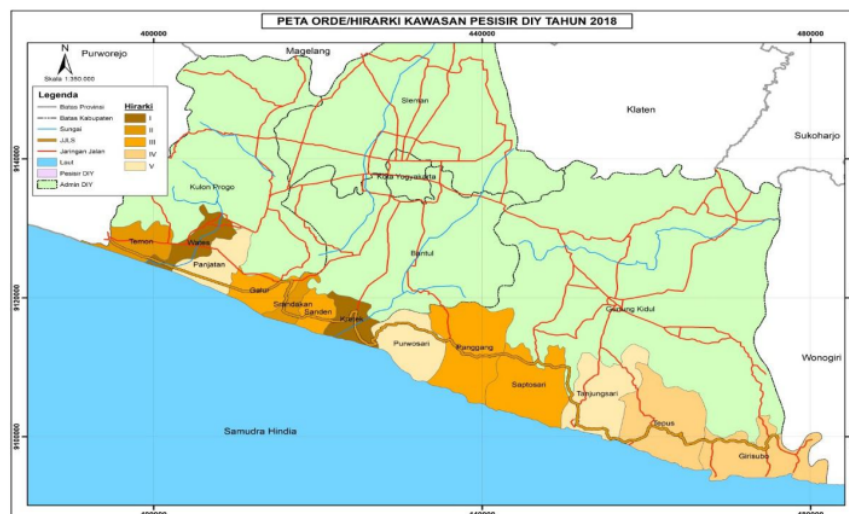 PETA ORDE/HIRARKI KAWASAN PESISIR DIY TAHUN 2018
400000 440000 480000
Purworejo
Magelang
N
Skala 1:350.000
Sleman
Klaten
Legenda
Batas Provinsi
Batas Kabupaten
Sungai
JJLS
Jaringan Jalan
Laut
Pesisir DIY
Admin DIY
Hirarki
I
II
III
IV
V
Sukoharjo
9140000
9140000
Kota Yogyakarta
Kulon Progo
Temon
Wates
Panjatan
Bantul
9120000
9120000
Galur
Srandakan
Sanden
Kretek
Gunung Kidul
Purwosari
Panggang
Wonogiri
Saptosari
Tanjungsari
Tepus
Samudra Hindia
9100000
9100000
Girisubo